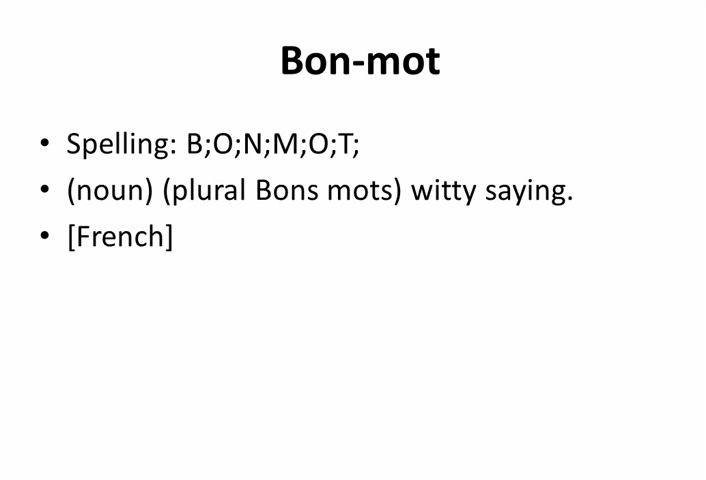 Bon-mot
• Spelling: B;O;N;M;O;T;
• (noun) (plural Bons mots) witty saying.
• [French]